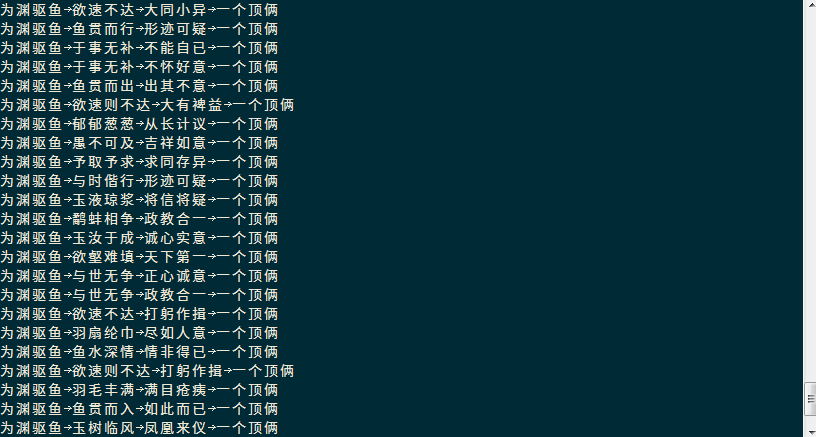 为渊驱鱼→欲速不达→大同小异→一个顶俩
为渊驱鱼→鱼贯而行→形迹可疑→一个顶俩
为渊驱鱼→于事无补→不能自已→一个顶俩
为渊驱鱼→于事无补→不怀好意→一个顶俩
为渊驱鱼→鱼贯而出→出其不意→一个顶俩
为渊驱鱼→欲速则不达→大有裨益→一个顶俩
为渊驱鱼→郁郁葱葱→从长计议→一个顶俩
为渊驱鱼→愚不可及→吉祥如意→一个顶俩
为渊驱鱼→予取予求→求同存异→一个顶俩
为渊驱鱼→与时偕行→形迹可疑→一个顶俩
为渊驱鱼→玉液琼浆→将信将疑→一个顶俩
为渊驱鱼→鹬蚌相争→政教合一→一个顶俩
为渊驱鱼→玉汝于成→诚心实意→一个顶俩
为渊驱鱼→欲壑难填→天下第一→一个顶俩
为渊驱鱼→与世无争→正心诚意→一个顶俩
为渊驱鱼→与世无争→政教合一→一个顶俩
为渊驱鱼→欲速不达→打躬作揖→一个顶俩
为渊驱鱼→羽扇纶巾→尽如人意→一个顶俩
为渊驱鱼→鱼水深情→情非得已→一个顶俩
为渊驱鱼→欲速则不达→打躬作揖→一个顶俩
为渊驱鱼→羽毛丰满→满目疮痍→一个顶俩
为渊驱鱼→鱼贯而入→如此而已→一个顶俩
为渊驱鱼→玉树临风→凤凰来仪→一个顶俩